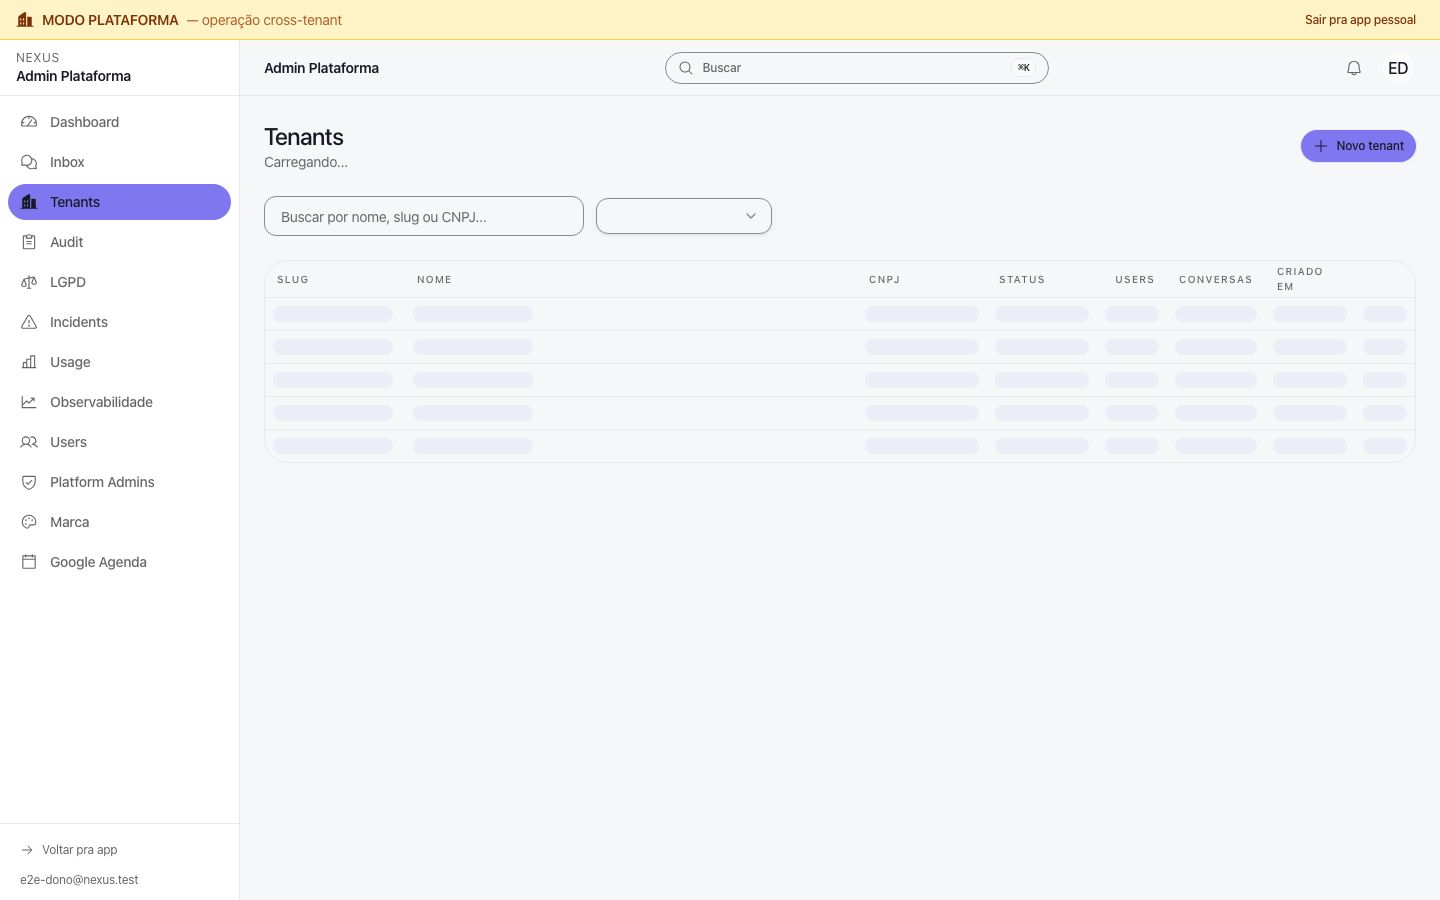 MODO PLATAFORMA — operação cross-tenant
Sair pra app pessoal
NEXUS
Admin Plataforma
Admin Plataforma
Buscar
⌘K
ED
Dashboard
Inbox
Tenants
Audit
LGPD
Incidents
Usage
Observabilidade
Users
Platform Admins
Marca
Google Agenda
Voltar pra app
e2e-dono@nexus.test
Tenants
Carregando...
Novo tenant
Buscar por nome, slug ou CNPJ...
SLUG
NOME
CNPJ
STATUS
USERS
CONVERSAS
CRIADO
EM